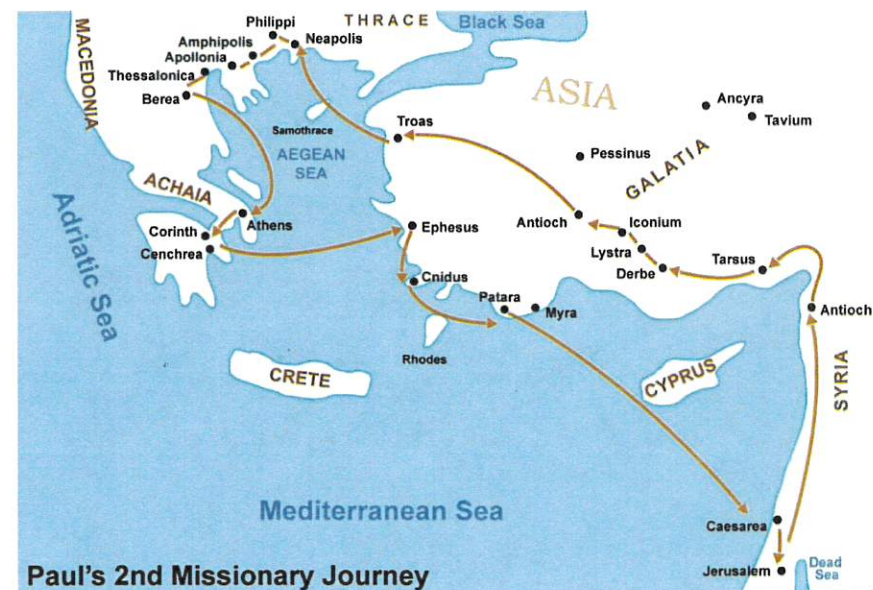 Black Sea
THRACE
Philippi
Neapolis
Amphipolis
Apollonia
Thessalonica
Berea
MACEDONIA
ASIA
Ancyra
Tavium
Troas
Samothrace
AEGEAN
SEA
Pessinus
GALATIA
ACHAIA
Athens
Corinth
Cenchrea
Adriatic Sea
Ephesus
Antioch
Iconium
Lystra
Derbe
Tarsus
Cnidus
Patara
Myra
Antioch
Rhodes
CRETE
CYPRUS
SYRIA
Mediterranean Sea
Caesarea
Jerusalem
Dead
Sea
Paul's 2nd Missionary Journey